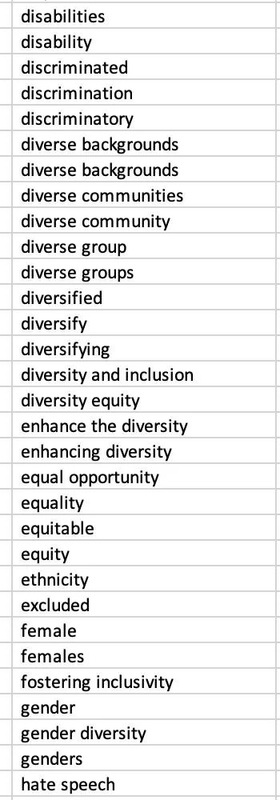 disabilities
disability
discriminated
discrimination
discriminatory
diverse backgrounds
diverse backgrounds
diverse communities
diverse community
diverse group
diverse groups
diversified
diversify
diversifying
diversity and inclusion
diversity equity
enhance the diversity
enhancing diversity
equal opportunity
equality
equitable
equity
ethnicity
excluded
female
females
fostering inclusivity
gender
gender diversity
genders
hate speech